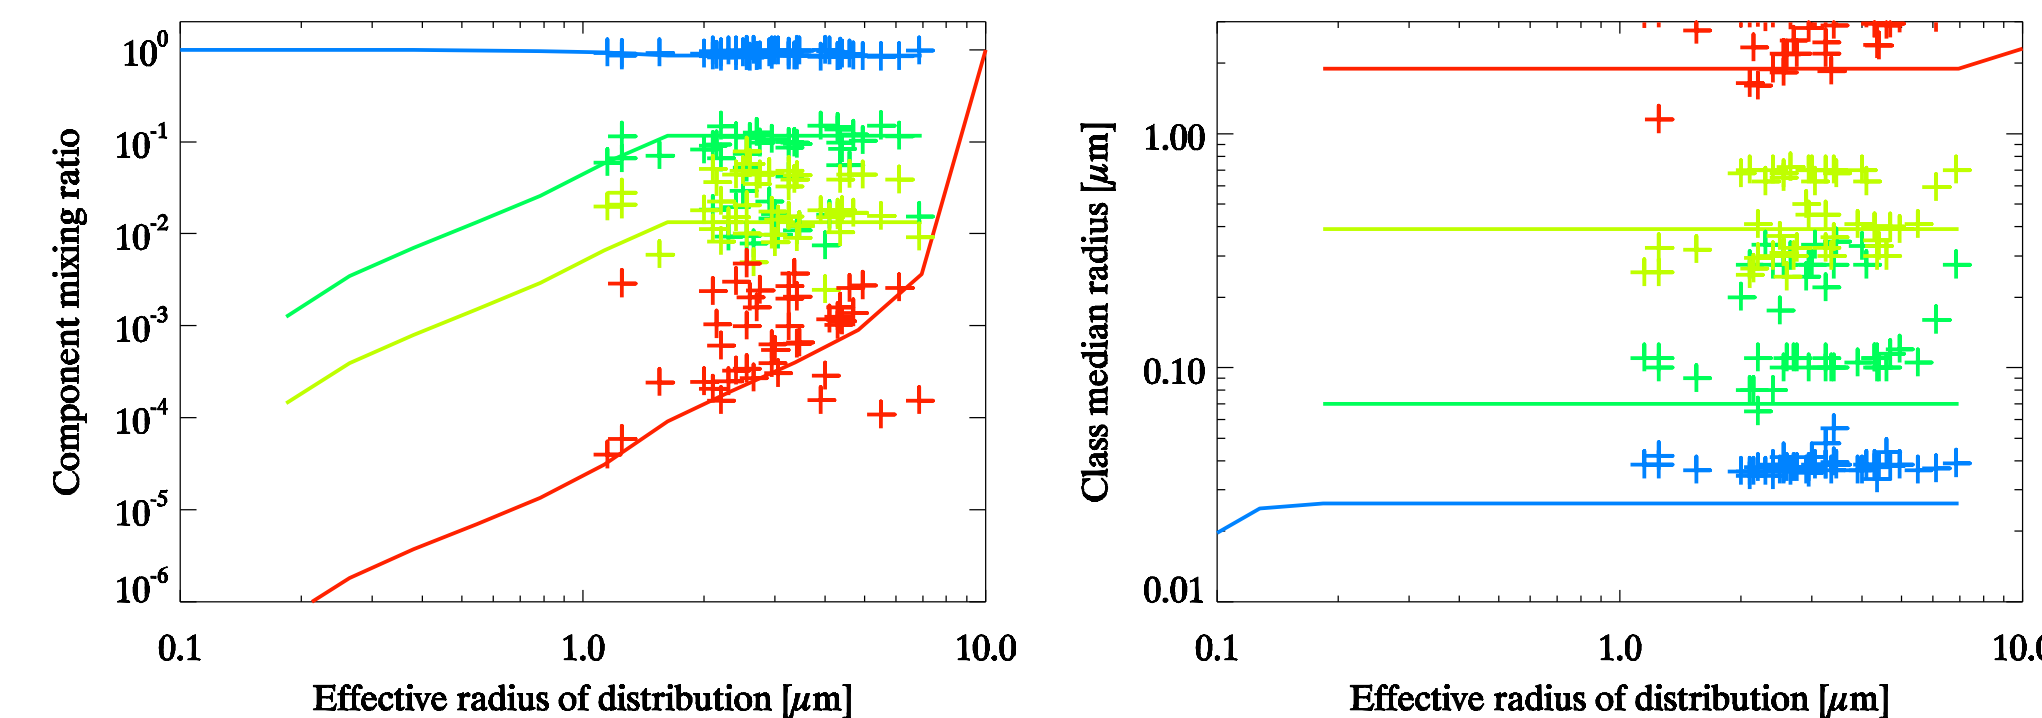 Component mixing ratio
10^0
10^-1
10^-2
10^-3
10^-4
10^-5
10^-6
0.1 1.0 10.0
Effective radius of distribution [μm]
Class median radius [μm]
1.00
0.10
0.01
0.1 1.0 10.0
Effective radius of distribution [μm]